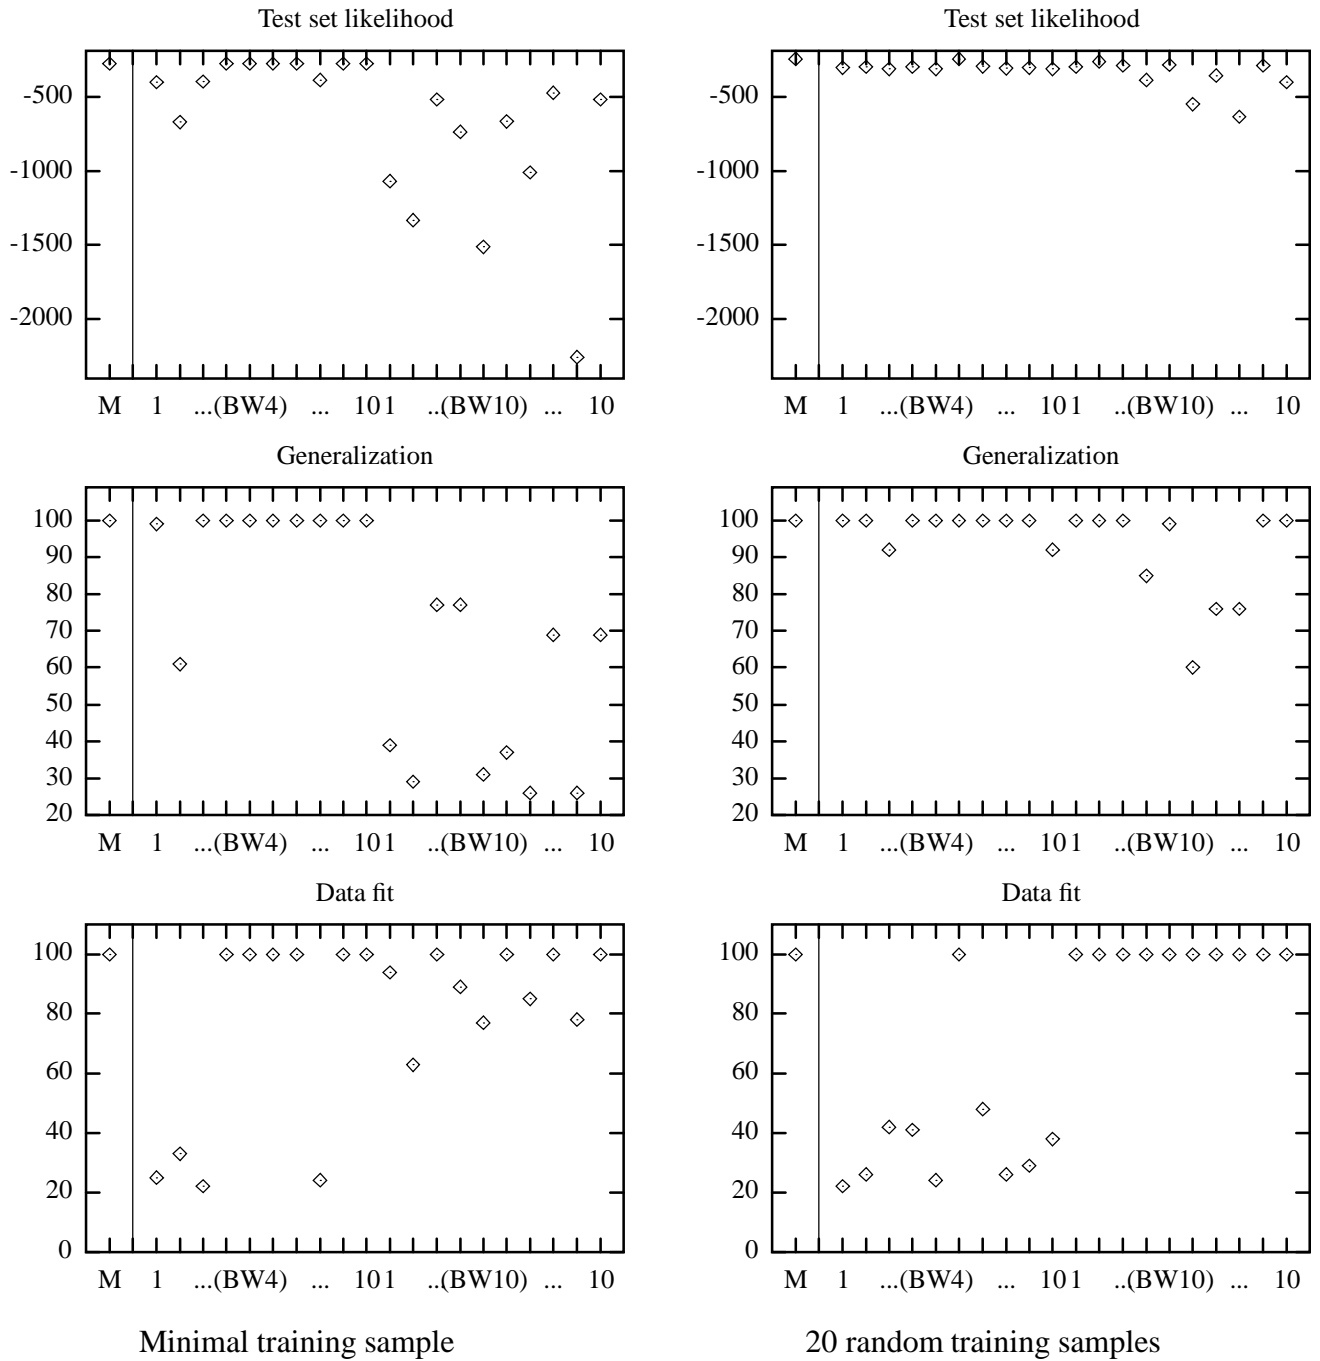 Test set likelihood
-500
-1000
-1500
-2000
M 1 ...(BW4) ... 10 1 ..(BW10) ... 10
Test set likelihood
-500
-1000
-1500
-2000
M 1 ...(BW4) ... 10 1 ..(BW10) ... 10
Generalization
100
90
80
70
60
50
40
30
20
M 1 ...(BW4) ... 10 1 ..(BW10) ... 10
Generalization
100
90
80
70
60
50
40
30
20
M 1 ...(BW4) ... 10 1 ..(BW10) ... 10
Data fit
100
80
60
40
20
0
M 1 ...(BW4) ... 10 1 ..(BW10) ... 10
Data fit
100
80
60
40
20
0
M 1 ...(BW4) ... 10 1 ..(BW10) ... 10
Minimal training sample
20 random training samples